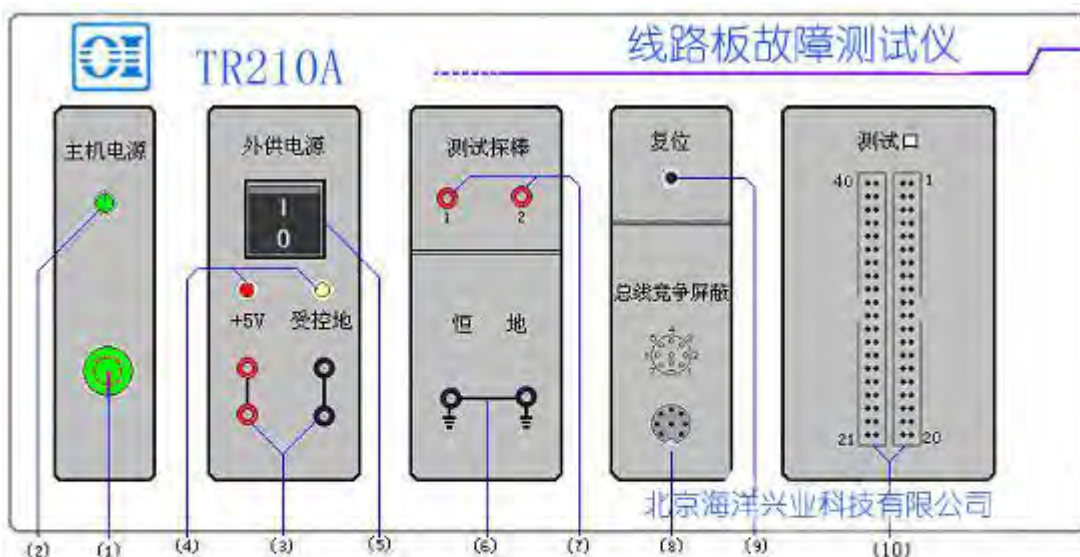 TR210A
线路板故障测试仪
主机电源
外供电源
I
0
+5V 受控地
测试探棒
1 2
恒 地
复位
总线竞争屏蔽
测试口
40 1
21 20
北京海洋兴业科技有限公司
(2) (1) (4) (3) (5) (6) (7) (8) (9) (10)